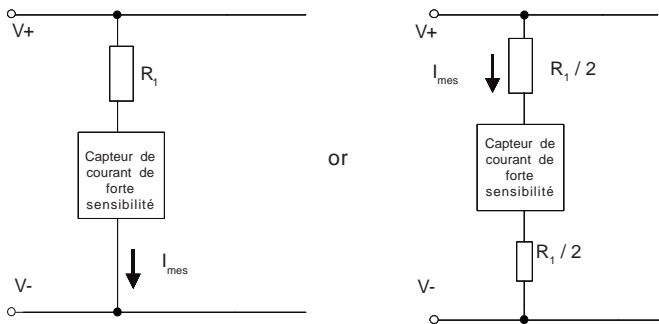 V+
R1
Capteur de
courant de
forte
sensibilité
Imes
V-
or
V+
Imes
R1 / 2
Capteur de
courant de
forte
sensibilité
R1 / 2
V-